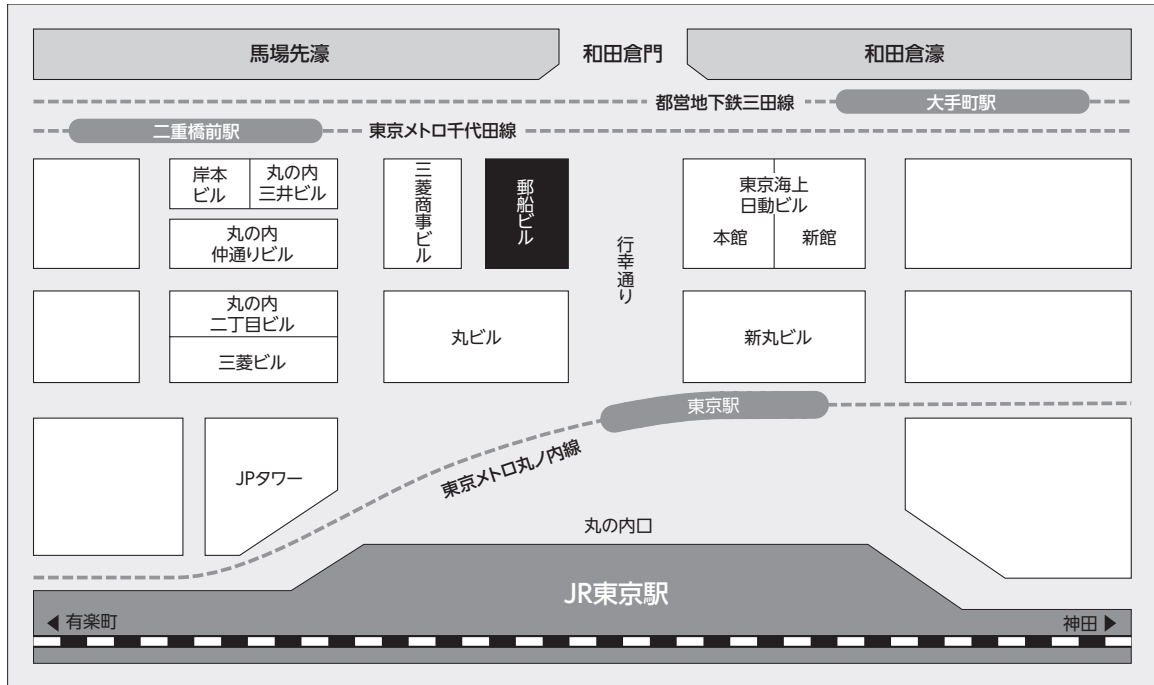 馬場先濠
和田倉門
和田倉濠
都営地下鉄三田線
大手町駅
二重橋前駅
東京メトロ千代田線
岸本
ビル
丸の内
三井ビル
三菱商事ビル
郵船ビル
東京海上
日動ビル
本館
新館
丸の内
仲通りビル
行幸通り
丸の内
二丁目ビル
三菱ビル
丸ビル
新丸ビル
東京駅
東京メトロ丸ノ内線
JPタワー
丸の内口
JR東京駅
◀有楽町
神田▶